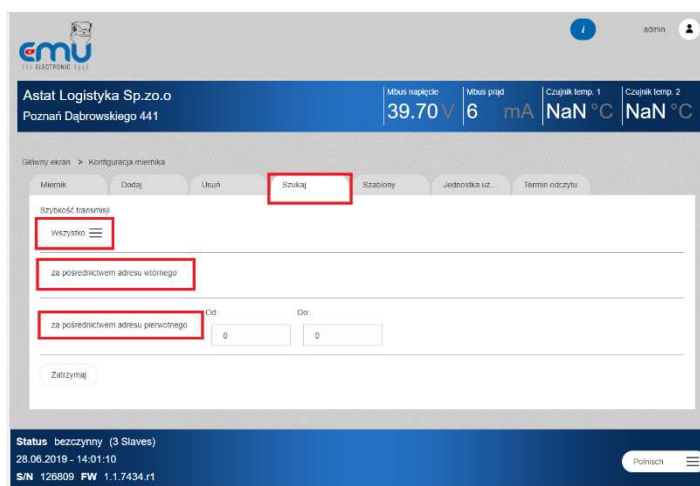 emu
ELECTRONIC
i
admin
Astat Logistyka Sp.zo.o
Poznań Dąbrowskiego 441
Mbus napięcie
39.70 V
Mbus prąd
6 mA
Czujnik temp. 1
NaN °C
Czujnik temp. 2
NaN °C
Główny ekran > Konfiguracja miernika
Miernik Dodaj Usuń Szukaj Szablony Jednostka uż... Termin odczytu
Szybkość transmisji
Wszystko
za pośrednictwem adresu wtórnego
Od: Do:
za pośrednictwem adresu pierwotnego 0 0
Zatrzymaj
Status bezczynny (3 Slaves)
28.06.2019 - 14:01:10
Polnisch
S/N 126809 FW 1.1.7434.r1